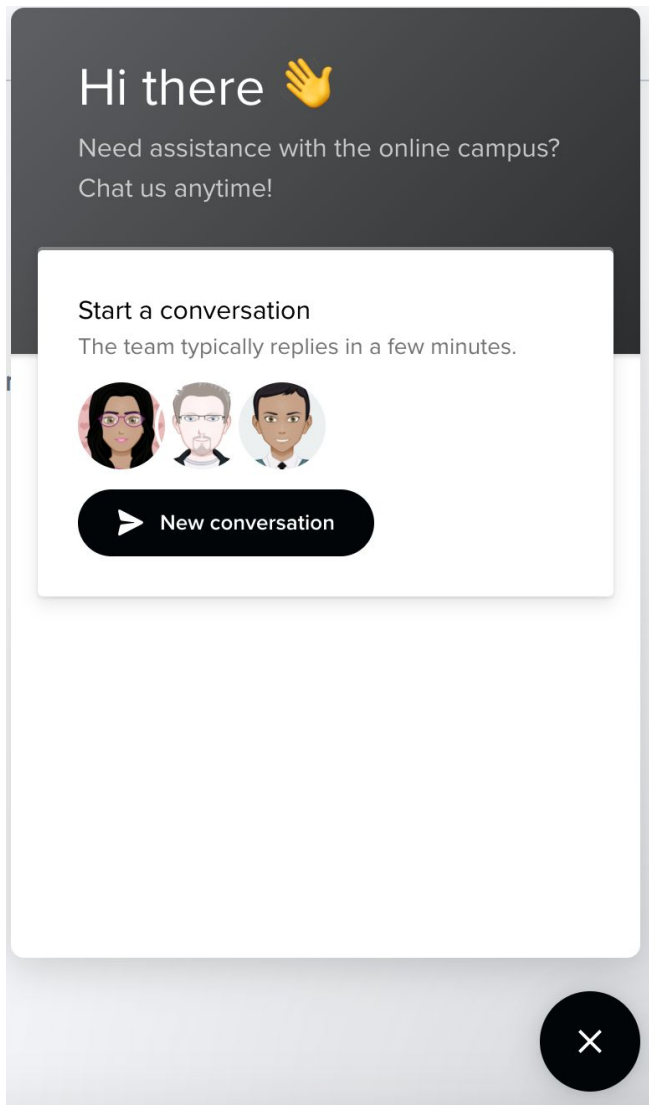 Hi there 👋
Need assistance with the online campus?
Chat us anytime!
Start a conversation
The team typically replies in a few minutes.
New conversation